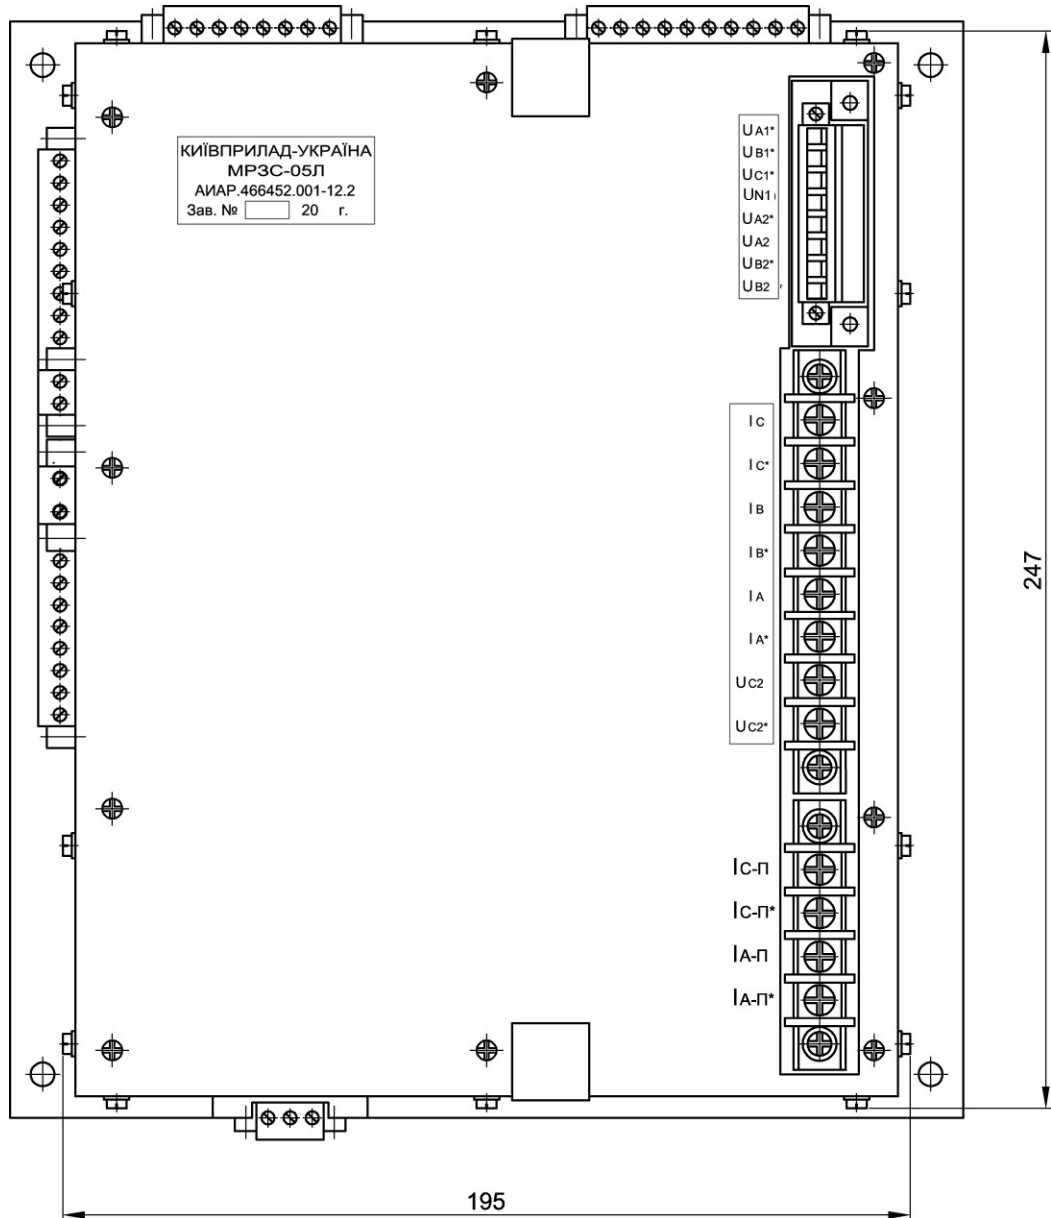 КИЇВПРИЛАД-УКРАЇНА
МРЗС-05Л
АИАР.466452.001-12.2
Зав. № 20 г.
UA1*
UB1*
UC1*
UN1
UA2*
UA2
UB2*
UB2
IC
IC*
IB
IB*
IA
IA*
UC2
UC2*
IC-П
IC-П*
IA-П
IA-П*
247
195